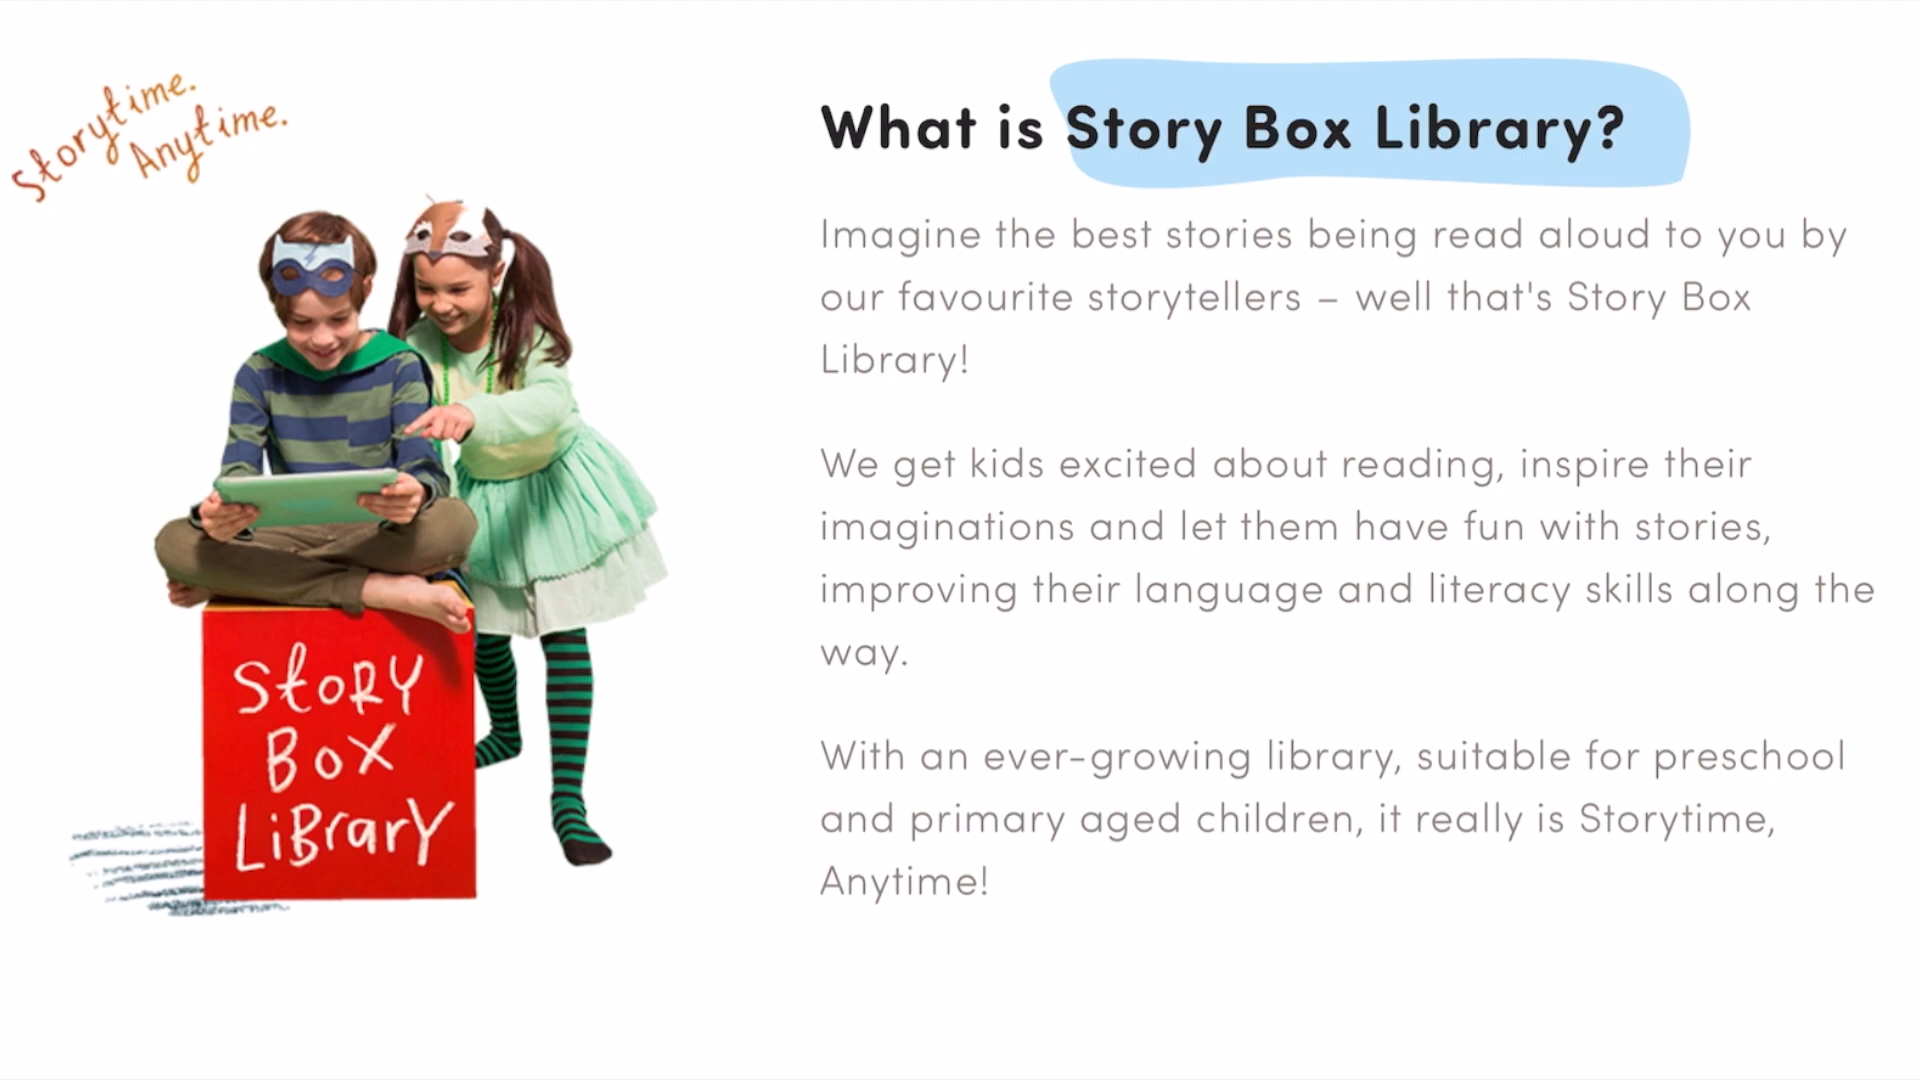 Storytime.
Anytime.
What is Story Box Library?
Imagine the best stories being read aloud to you by
our favourite storytellers – well that's Story Box
Library!
We get kids excited about reading, inspire their
imaginations and let them have fun with stories,
improving their language and literacy skills along the
way.
With an ever-growing library, suitable for preschool
and primary aged children, it really is Storytime,
Anytime!
StoRY
BoX
LiBrarY